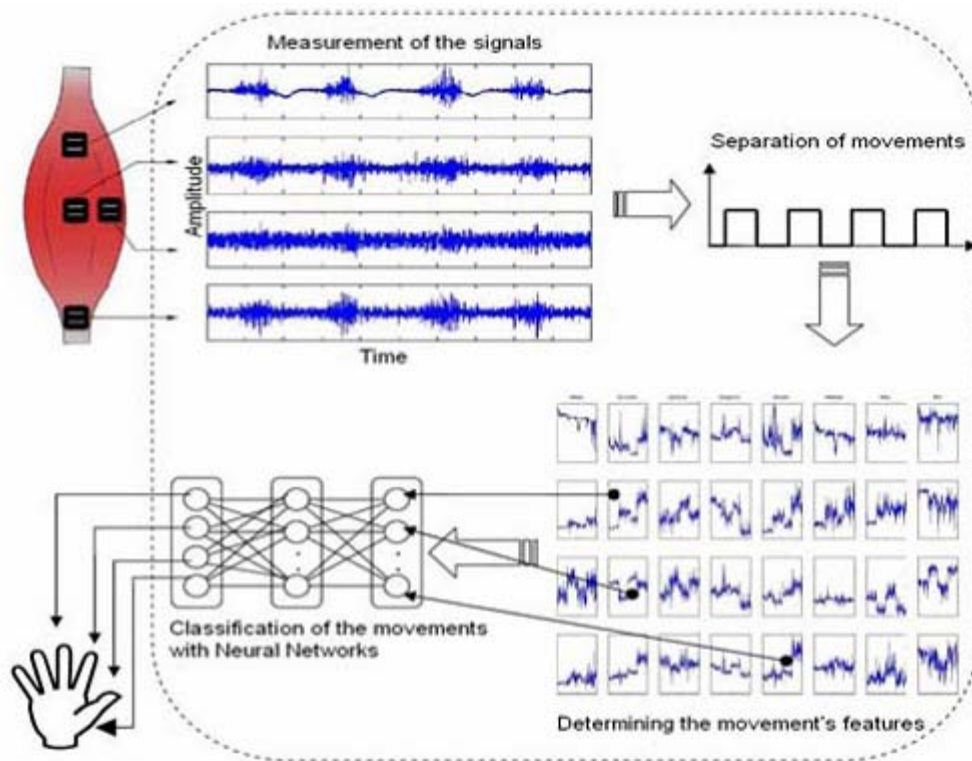 Measurement of the signals
Amplitude
Time
Separation of movements
Classification of the movements
with Neural Networks
Determining the movement's features